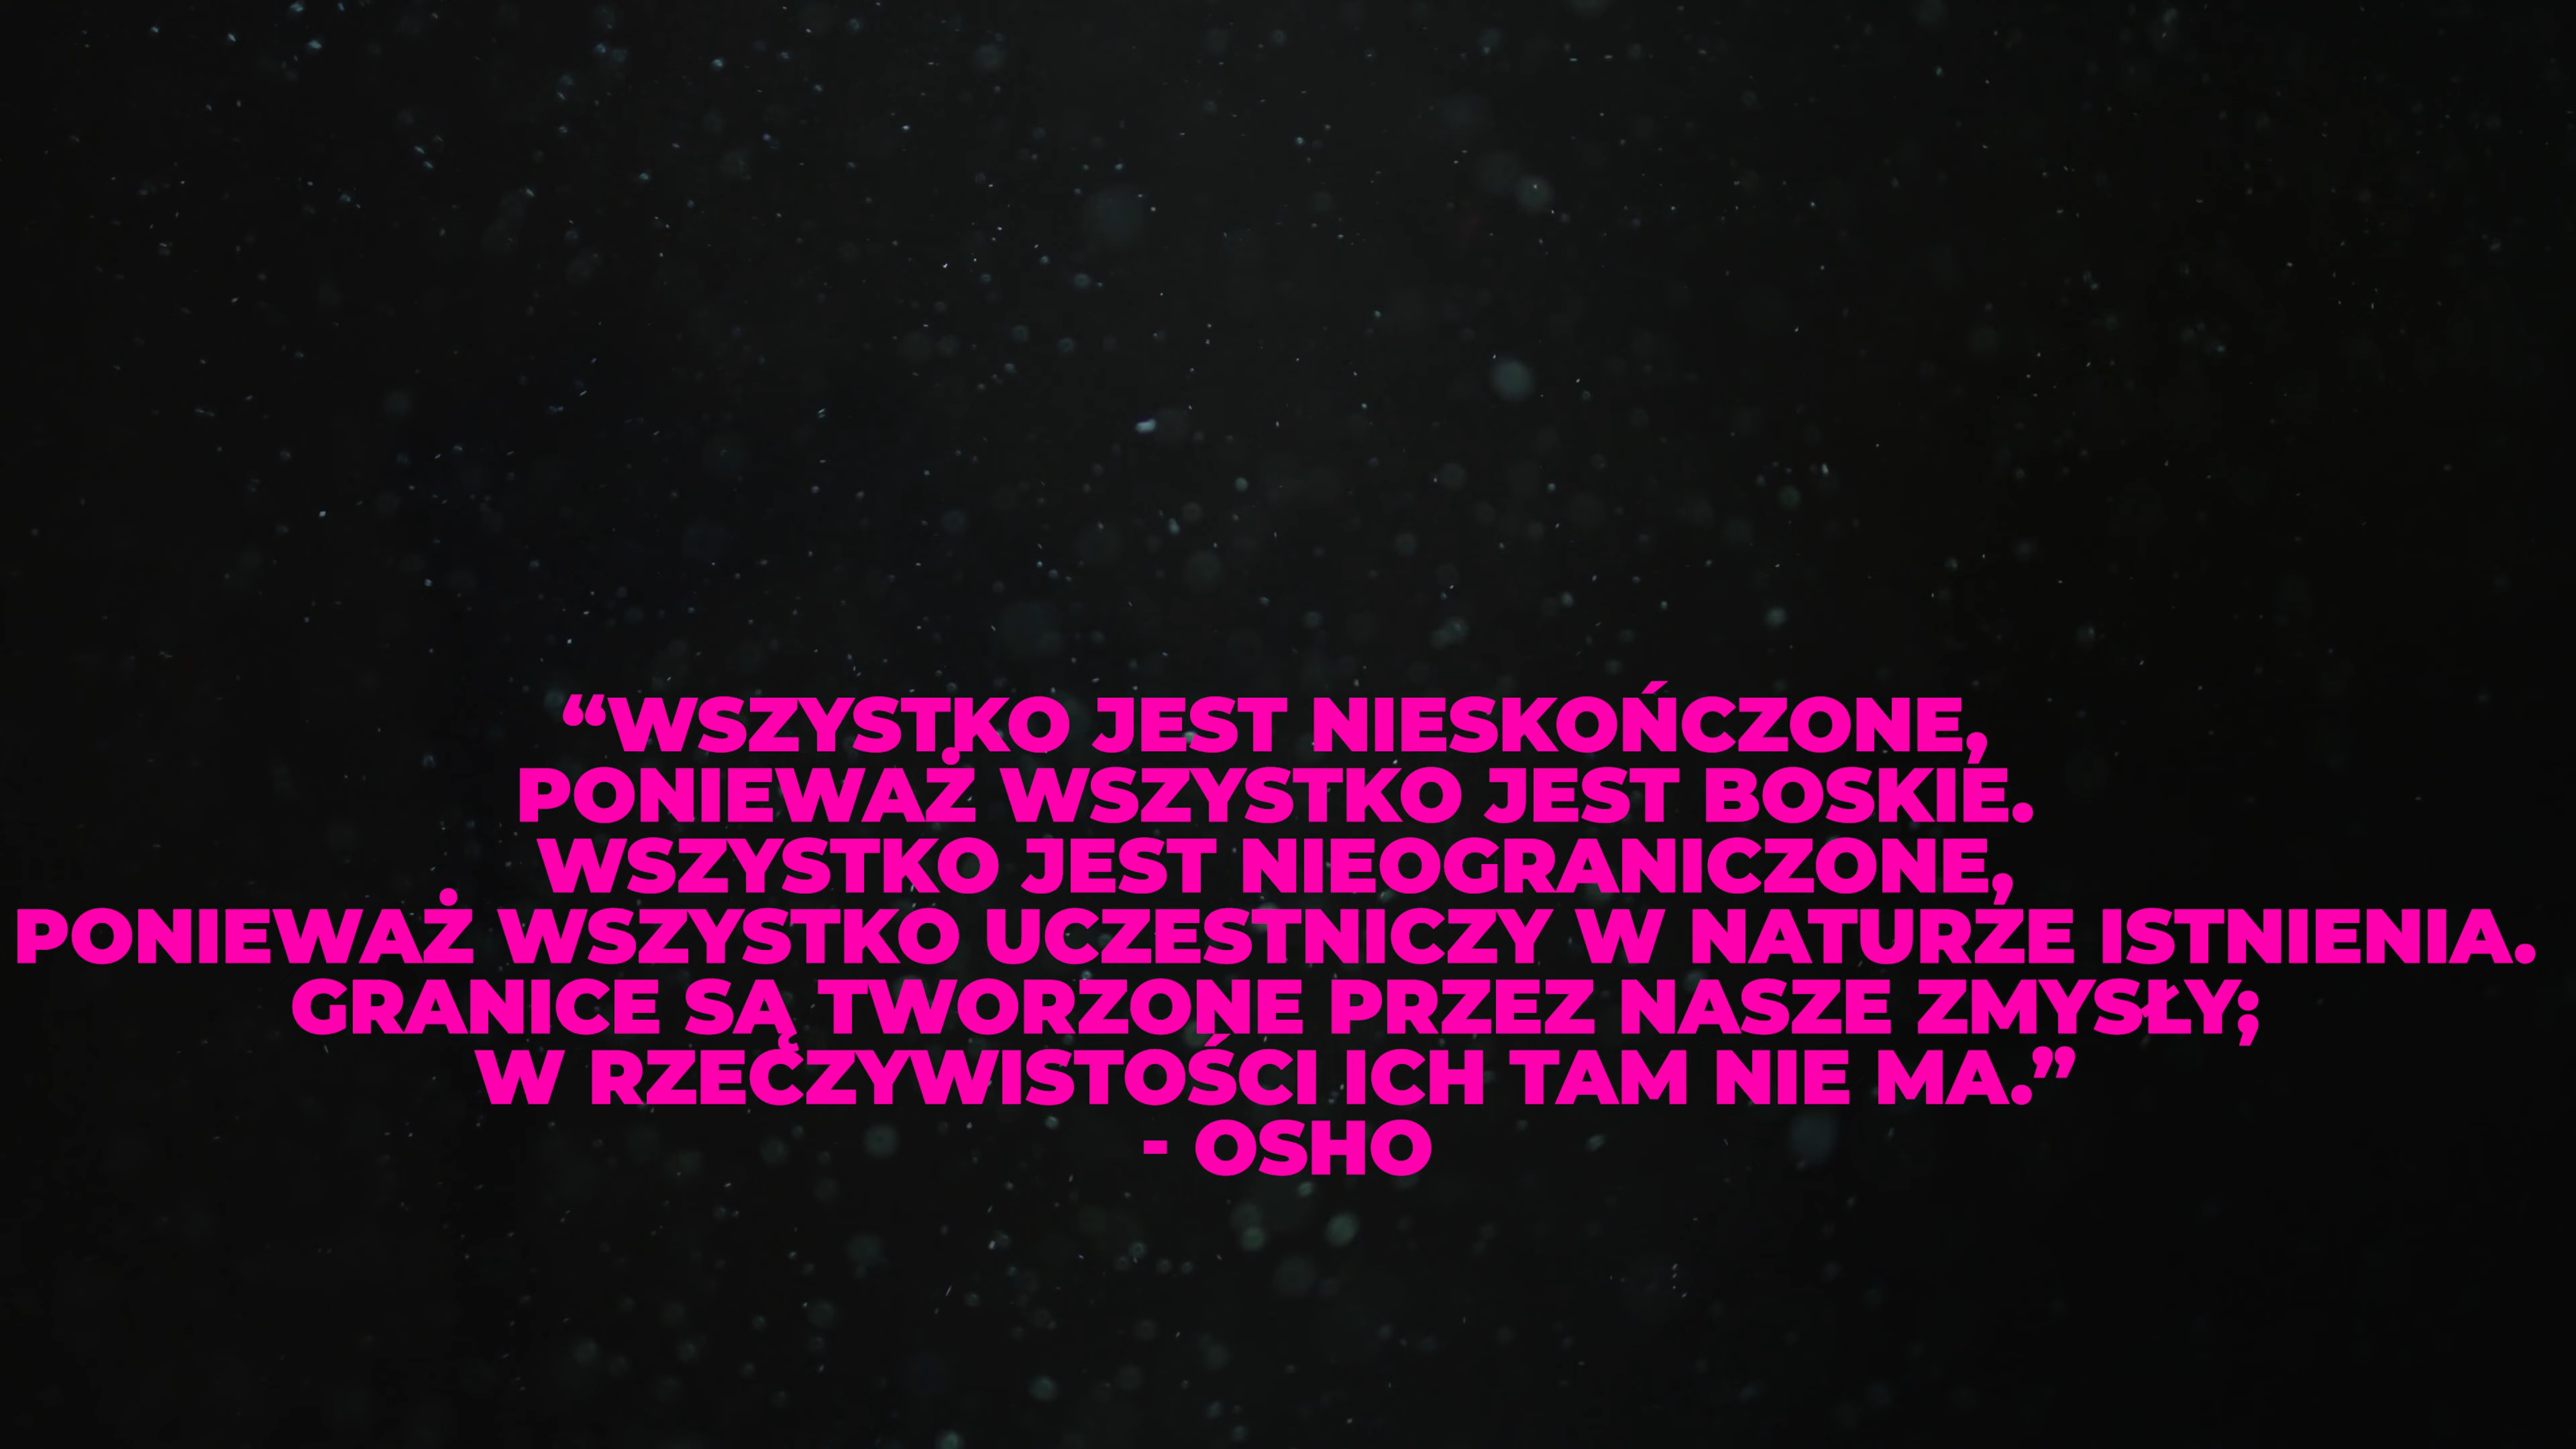 “WSZYSTKO JEST NIESKOŃCZONE,
PONIEWAŻ WSZYSTKO JEST BOSKIE.
WSZYSTKO JEST NIEOGRANICZONE,
PONIEWAŻ WSZYSTKO UCZESTNICZY W NATURZE ISTNIENIA.
GRANICE SĄ TWORZONE PRZEZ NASZE ZMYSŁY;
W RZECZYWISTOŚCI ICH TAM NIE MA.”
- OSHO